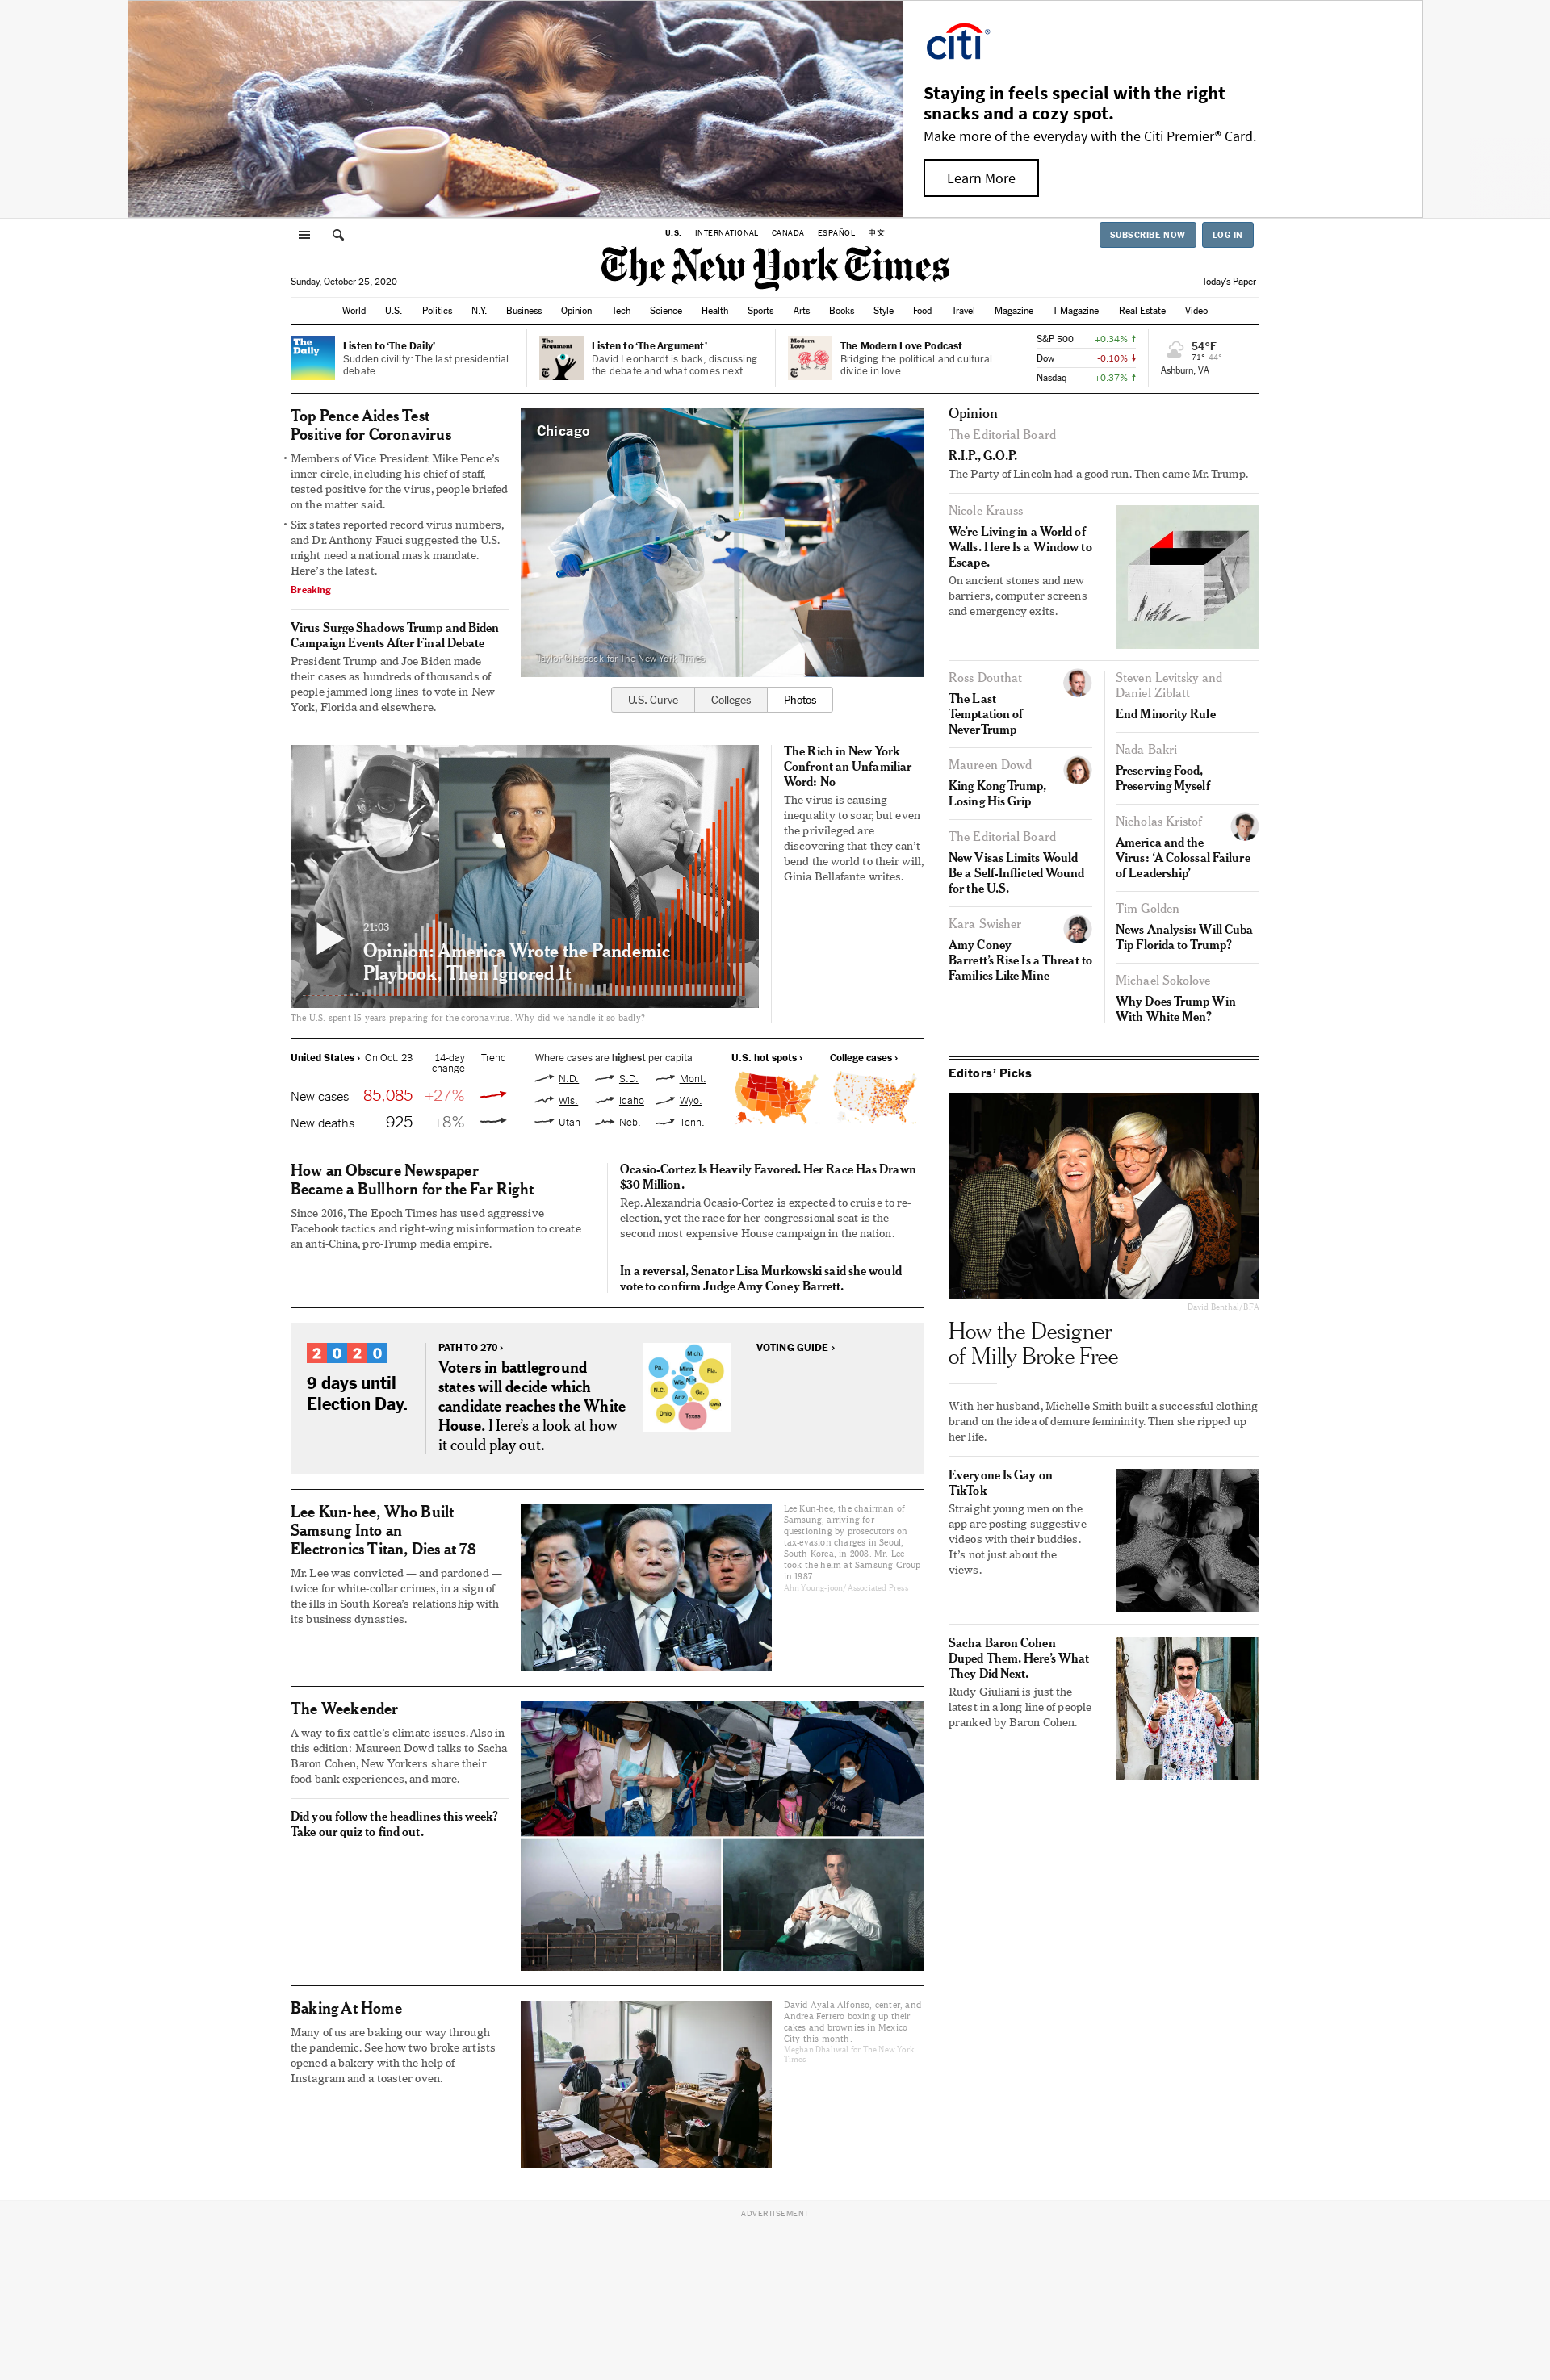 citi®
Staying in feels special with the right
snacks and a cozy spot.
Make more of the everyday with the Citi Premier® Card.
Learn More
U.S. INTERNATIONAL CANADA ESPAÑOL 中文
SUBSCRIBE NOW LOG IN
The New York Times
Sunday, October 25, 2020
Today's Paper
World U.S. Politics N.Y. Business Opinion Tech Science Health Sports Arts Books Style Food Travel Magazine T Magazine Real Estate Video
The
Daily
Listen to ‘The Daily’
Sudden civility: The last presidential
debate.
The
Argument
Listen to ‘The Argument’
David Leonhardt is back, discussing
the debate and what comes next.
Modern
Love
The Modern Love Podcast
Bridging the political and cultural
divide in love.
S&P 500 +0.34% ↑
Dow -0.10% ↓
Nasdaq +0.37% ↑
54°F
71° 44°
Ashburn, VA
Top Pence Aides Test
Positive for Coronavirus
• Members of Vice President Mike Pence’s
inner circle, including his chief of staff,
tested positive for the virus, people briefed
on the matter said.
• Six states reported record virus numbers,
and Dr. Anthony Fauci suggested the U.S.
might need a national mask mandate.
Here’s the latest.
Breaking
Virus Surge Shadows Trump and Biden
Campaign Events After Final Debate
President Trump and Joe Biden made
their cases as hundreds of thousands of
people jammed long lines to vote in New
York, Florida and elsewhere.
Chicago
Taylor Glascock for The New York Times
U.S. Curve Colleges Photos
21:03
Opinion: America Wrote the Pandemic
Playbook, Then Ignored It
The U.S. spent 15 years preparing for the coronavirus. Why did we handle it so badly?
The Rich in New York
Confront an Unfamiliar
Word: No
The virus is causing
inequality to soar, but even
the privileged are
discovering that they can’t
bend the world to their will,
Ginia Bellafante writes.
United States › On Oct. 23 14-day
change Trend
New cases 85,085 +27%
New deaths 925 +8%
Where cases are highest per capita
N.D. S.D. Mont.
Wis. Idaho Wyo.
Utah Neb. Tenn.
U.S. hot spots › College cases ›
How an Obscure Newspaper
Became a Bullhorn for the Far Right
Since 2016, The Epoch Times has used aggressive
Facebook tactics and right-wing misinformation to create
an anti-China, pro-Trump media empire.
Ocasio-Cortez Is Heavily Favored. Her Race Has Drawn
$30 Million.
Rep. Alexandria Ocasio-Cortez is expected to cruise to re-
election, yet the race for her congressional seat is the
second most expensive House campaign in the nation.
In a reversal, Senator Lisa Murkowski said she would
vote to confirm Judge Amy Coney Barrett.
2020
9 days until
Election Day.
PATH TO 270 ›
Voters in battleground
states will decide which
candidate reaches the White
House. Here’s a look at how
it could play out.
Mich.
Pa.
Minn.
Fla.
Wis.
N.H.
N.C.
Ariz.
Ga.
Iowa
Ohio
Texas
VOTING GUIDE ›
Lee Kun-hee, Who Built
Samsung Into an
Electronics Titan, Dies at 78
Mr. Lee was convicted — and pardoned —
twice for white-collar crimes, in a sign of
the ills in South Korea’s relationship with
its business dynasties.
Lee Kun-hee, the chairman of
Samsung, arriving for
questioning by prosecutors on
tax-evasion charges in Seoul,
South Korea, in 2008. Mr. Lee
took the helm at Samsung Group
in 1987.
Ahn Young-joon/Associated Press
The Weekender
A way to fix cattle’s climate issues. Also in
this edition: Maureen Dowd talks to Sacha
Baron Cohen, New Yorkers share their
food bank experiences, and more.
Did you follow the headlines this week?
Take our quiz to find out.
Baking At Home
Many of us are baking our way through
the pandemic. See how two broke artists
opened a bakery with the help of
Instagram and a toaster oven.
David Ayala-Alfonso, center, and
Andrea Ferrero boxing up their
cakes and brownies in Mexico
City this month.
Meghan Dhaliwal for The New York
Times
Opinion
The Editorial Board
R.I.P., G.O.P.
The Party of Lincoln had a good run. Then came Mr. Trump.
Nicole Krauss
We’re Living in a World of
Walls. Here Is a Window to
Escape.
On ancient stones and new
barriers, computer screens
and emergency exits.
Ross Douthat
The Last
Temptation of
NeverTrump
Maureen Dowd
King Kong Trump,
Losing His Grip
The Editorial Board
New Visas Limits Would
Be a Self-Inflicted Wound
for the U.S.
Kara Swisher
Amy Coney
Barrett’s Rise Is a Threat to
Families Like Mine
Steven Levitsky and
Daniel Ziblatt
End Minority Rule
Nada Bakri
Preserving Food,
Preserving Myself
Nicholas Kristof
America and the
Virus: ‘A Colossal Failure
of Leadership’
Tim Golden
News Analysis: Will Cuba
Tip Florida to Trump?
Michael Sokolove
Why Does Trump Win
With White Men?
Editors’ Picks
David Benthal/BFA
How the Designer
of Milly Broke Free
With her husband, Michelle Smith built a successful clothing
brand on the idea of demure femininity. Then she ripped up
her life.
Everyone Is Gay on
TikTok
Straight young men on the
app are posting suggestive
videos with their buddies.
It’s not just about the
views.
Sacha Baron Cohen
Duped Them. Here’s What
They Did Next.
Rudy Giuliani is just the
latest in a long line of people
pranked by Baron Cohen.
ADVERTISEMENT